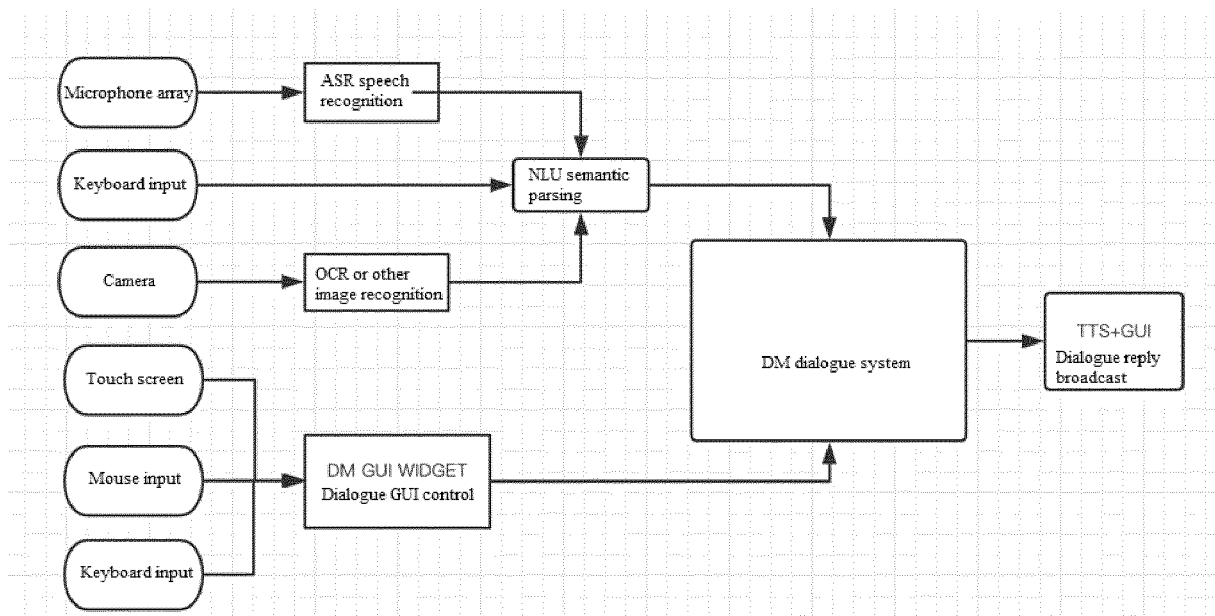 Microphone array
ASR speech
recognition
Keyboard input
NLU semantic
parsing
Camera
OCR or other
image recognition
Touch screen
DM dialogue system
TTS+GUI
Dialogue reply
broadcast
Mouse input
DM GUI WIDGET
Dialogue GUI control
Keyboard input